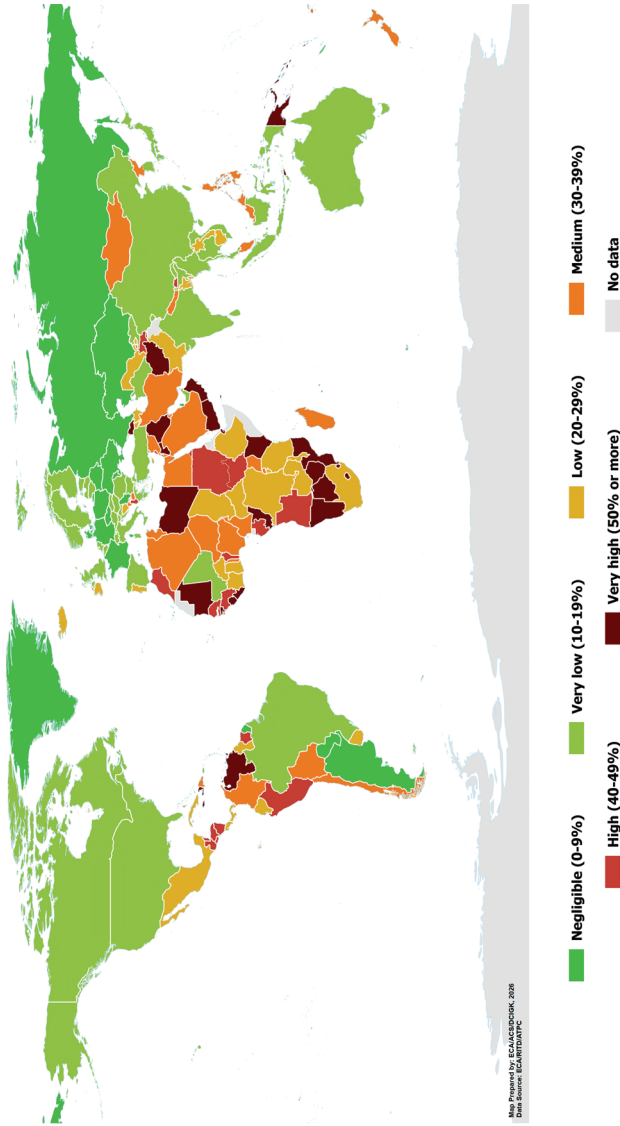 Map Prepared by: ECA/ACS/DCIGK, 2026
Data Source: ECA/RITD/ATPC
Negligible (0-9%)
Very low (10-19%)
Low (20-29%)
Medium (30-39%)
High (40-49%)
Very high (50% or more)
No data